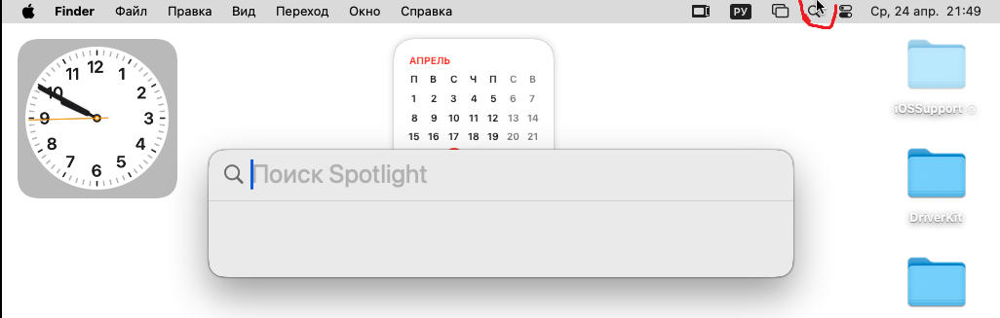 Finder Файл Правка Вид Переход Окно Справка РУ Ср, 24 апр. 21:49
12
11 1
10 2
9 3
8 4
7 5
6
АПРЕЛЬ
П В С Ч П С В
1 2 3 4 5 6 7
8 9 10 11 12 13 14
15 16 17 18 19 20 21
Поиск Spotlight
iOSSupport
DriverKit